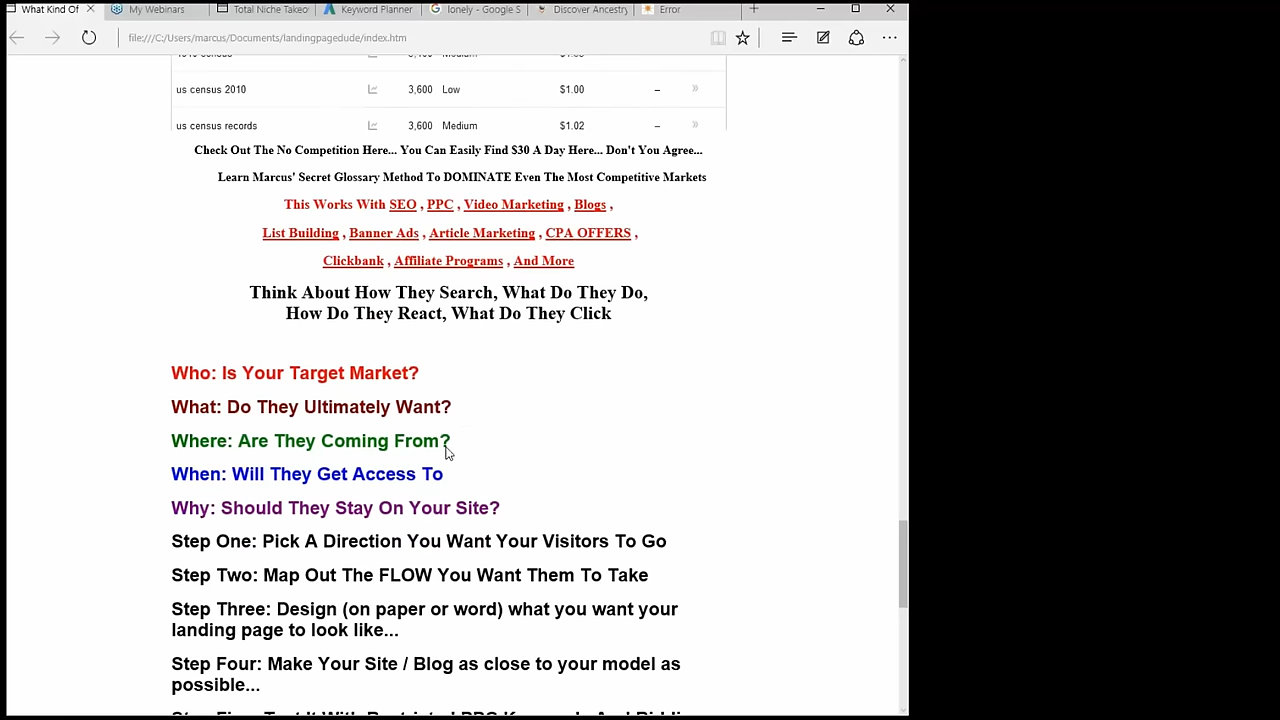 What Kind Of
My Webinars
Total Niche Takeo
Keyword Planner
lonely - Google S
Discover Ancestry
Error
file:///C:/Users/marcus/Documents/landingpagedude/index.htm
us census 2010 3,600 Low $1.00 –
us census records 3,600 Medium $1.02 –
Check Out The No Competition Here... You Can Easily Find $30 A Day Here... Don't You Agree...
Learn Marcus' Secret Glossary Method To DOMINATE Even The Most Competitive Markets
This Works With SEO , PPC , Video Marketing , Blogs ,
List Building , Banner Ads , Article Marketing , CPA OFFERS ,
Clickbank , Affiliate Programs , And More
Think About How They Search, What Do They Do,
How Do They React, What Do They Click
Who: Is Your Target Market?
What: Do They Ultimately Want?
Where: Are They Coming From?
When: Will They Get Access To
Why: Should They Stay On Your Site?
Step One: Pick A Direction You Want Your Visitors To Go
Step Two: Map Out The FLOW You Want Them To Take
Step Three: Design (on paper or word) what you want your
landing page to look like...
Step Four: Make Your Site / Blog as close to your model as
possible...